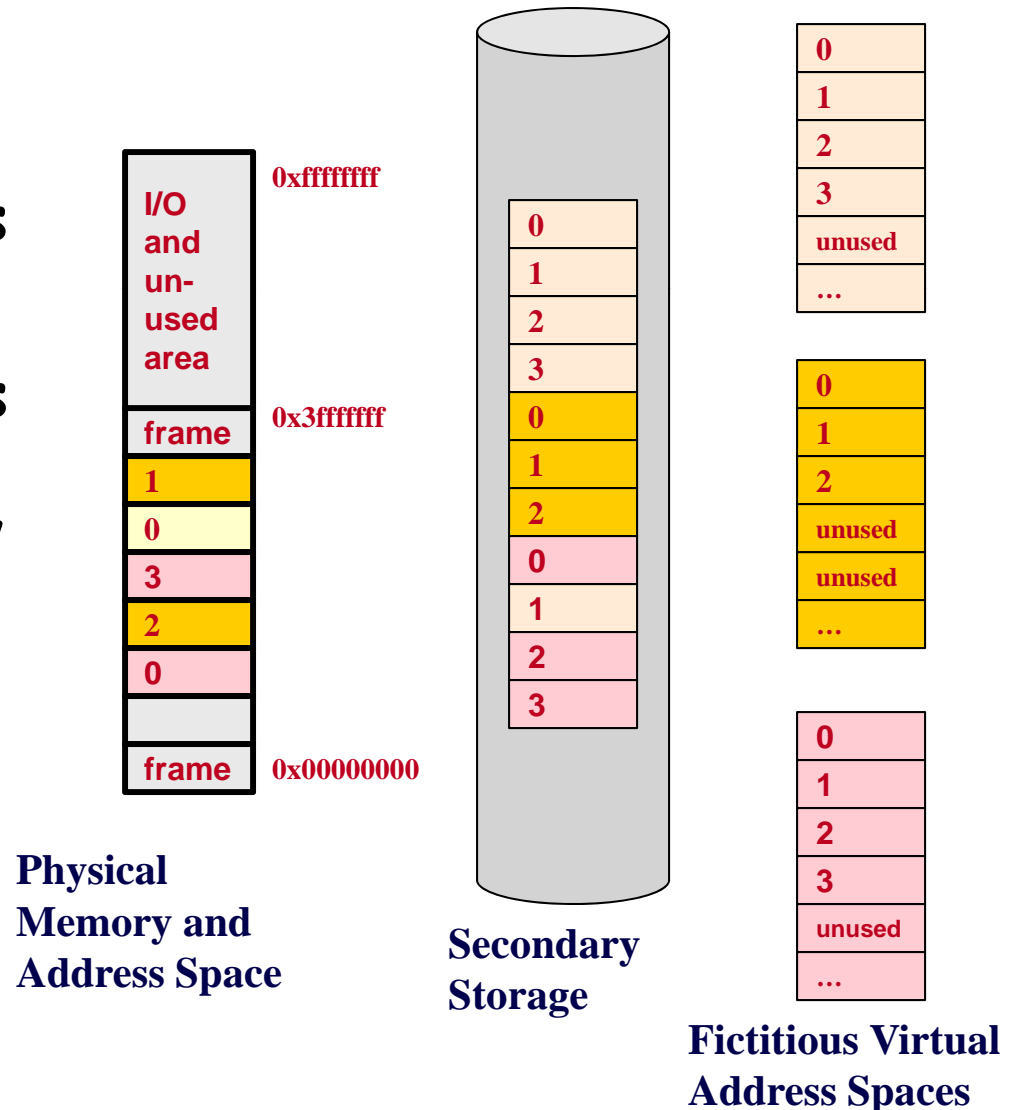 s
s
,
0xffffffff
I/O
and
un-
used
area
0x3fffffff
frame
1
0
3
2
0
frame
0x00000000
Physical
Memory and
Address Space
0
1
2
3
0
1
2
0
1
2
3
Secondary
Storage
0
1
2
3
unused
...
0
1
2
unused
unused
...
0
1
2
3
unused
...
Fictitious Virtual
Address Spaces